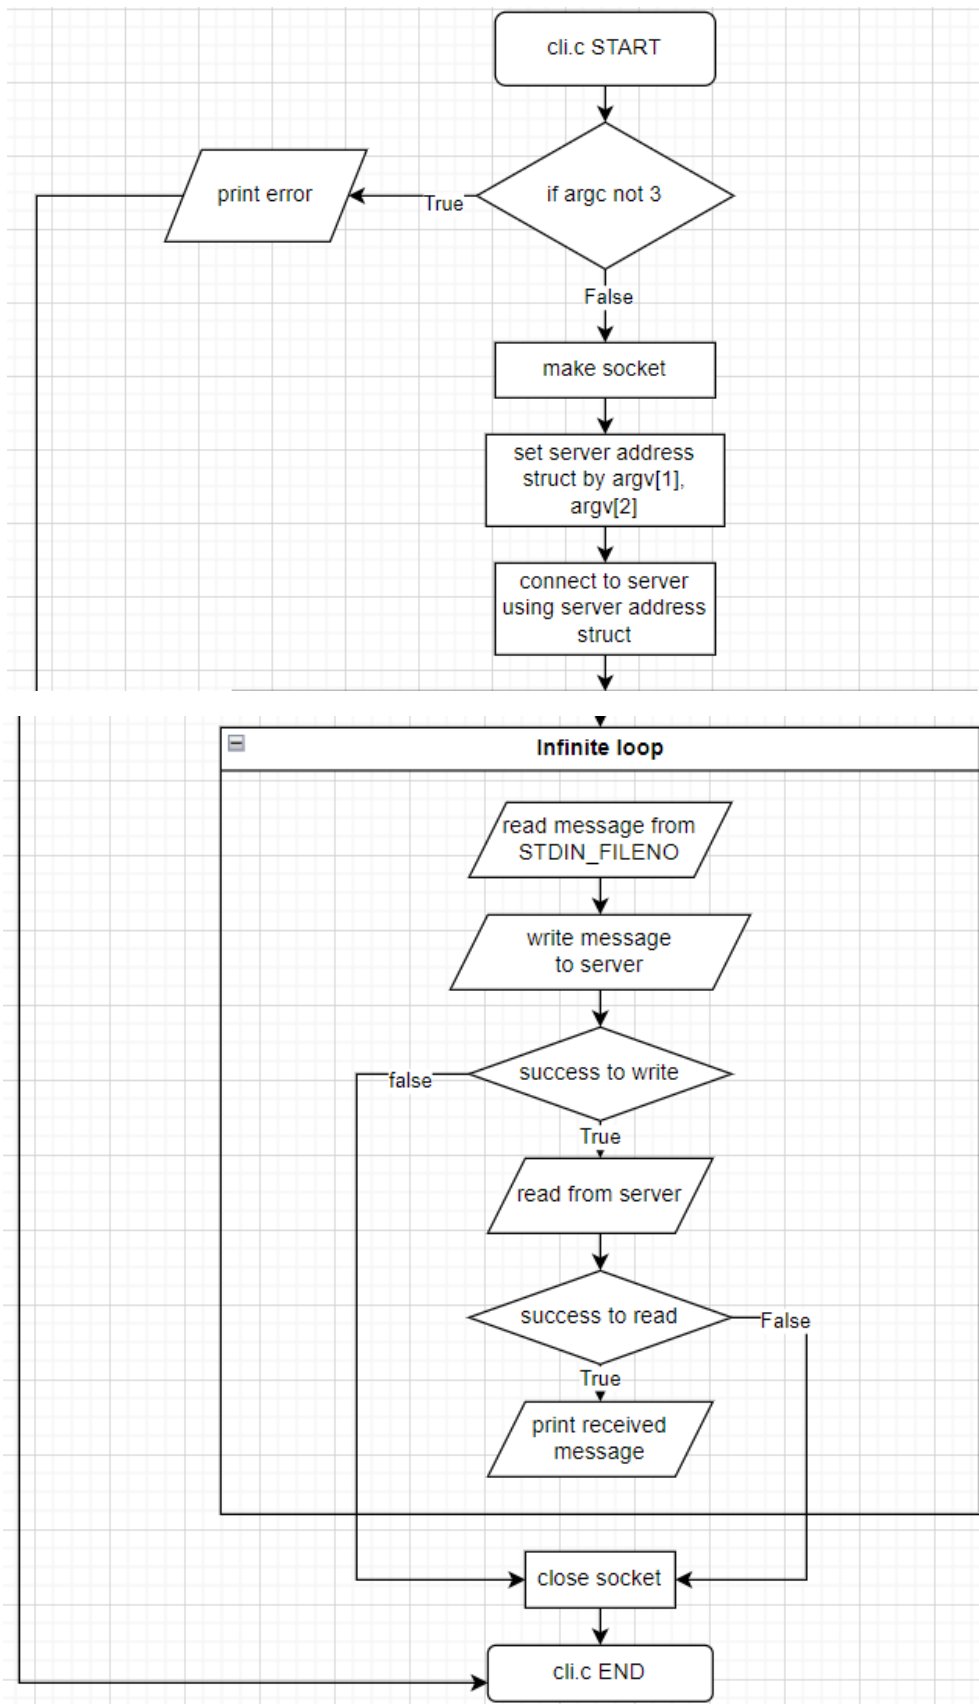 cli.c START
if argc not 3
True
print error
False
make socket
set server address
struct by argv[1],
argv[2]
connect to server
using server address
struct
Infinite loop
read message from
STDIN_FILENO
write message
to server
success to write
false
True
read from server
success to read
False
True
print received
message
close socket
cli.c END